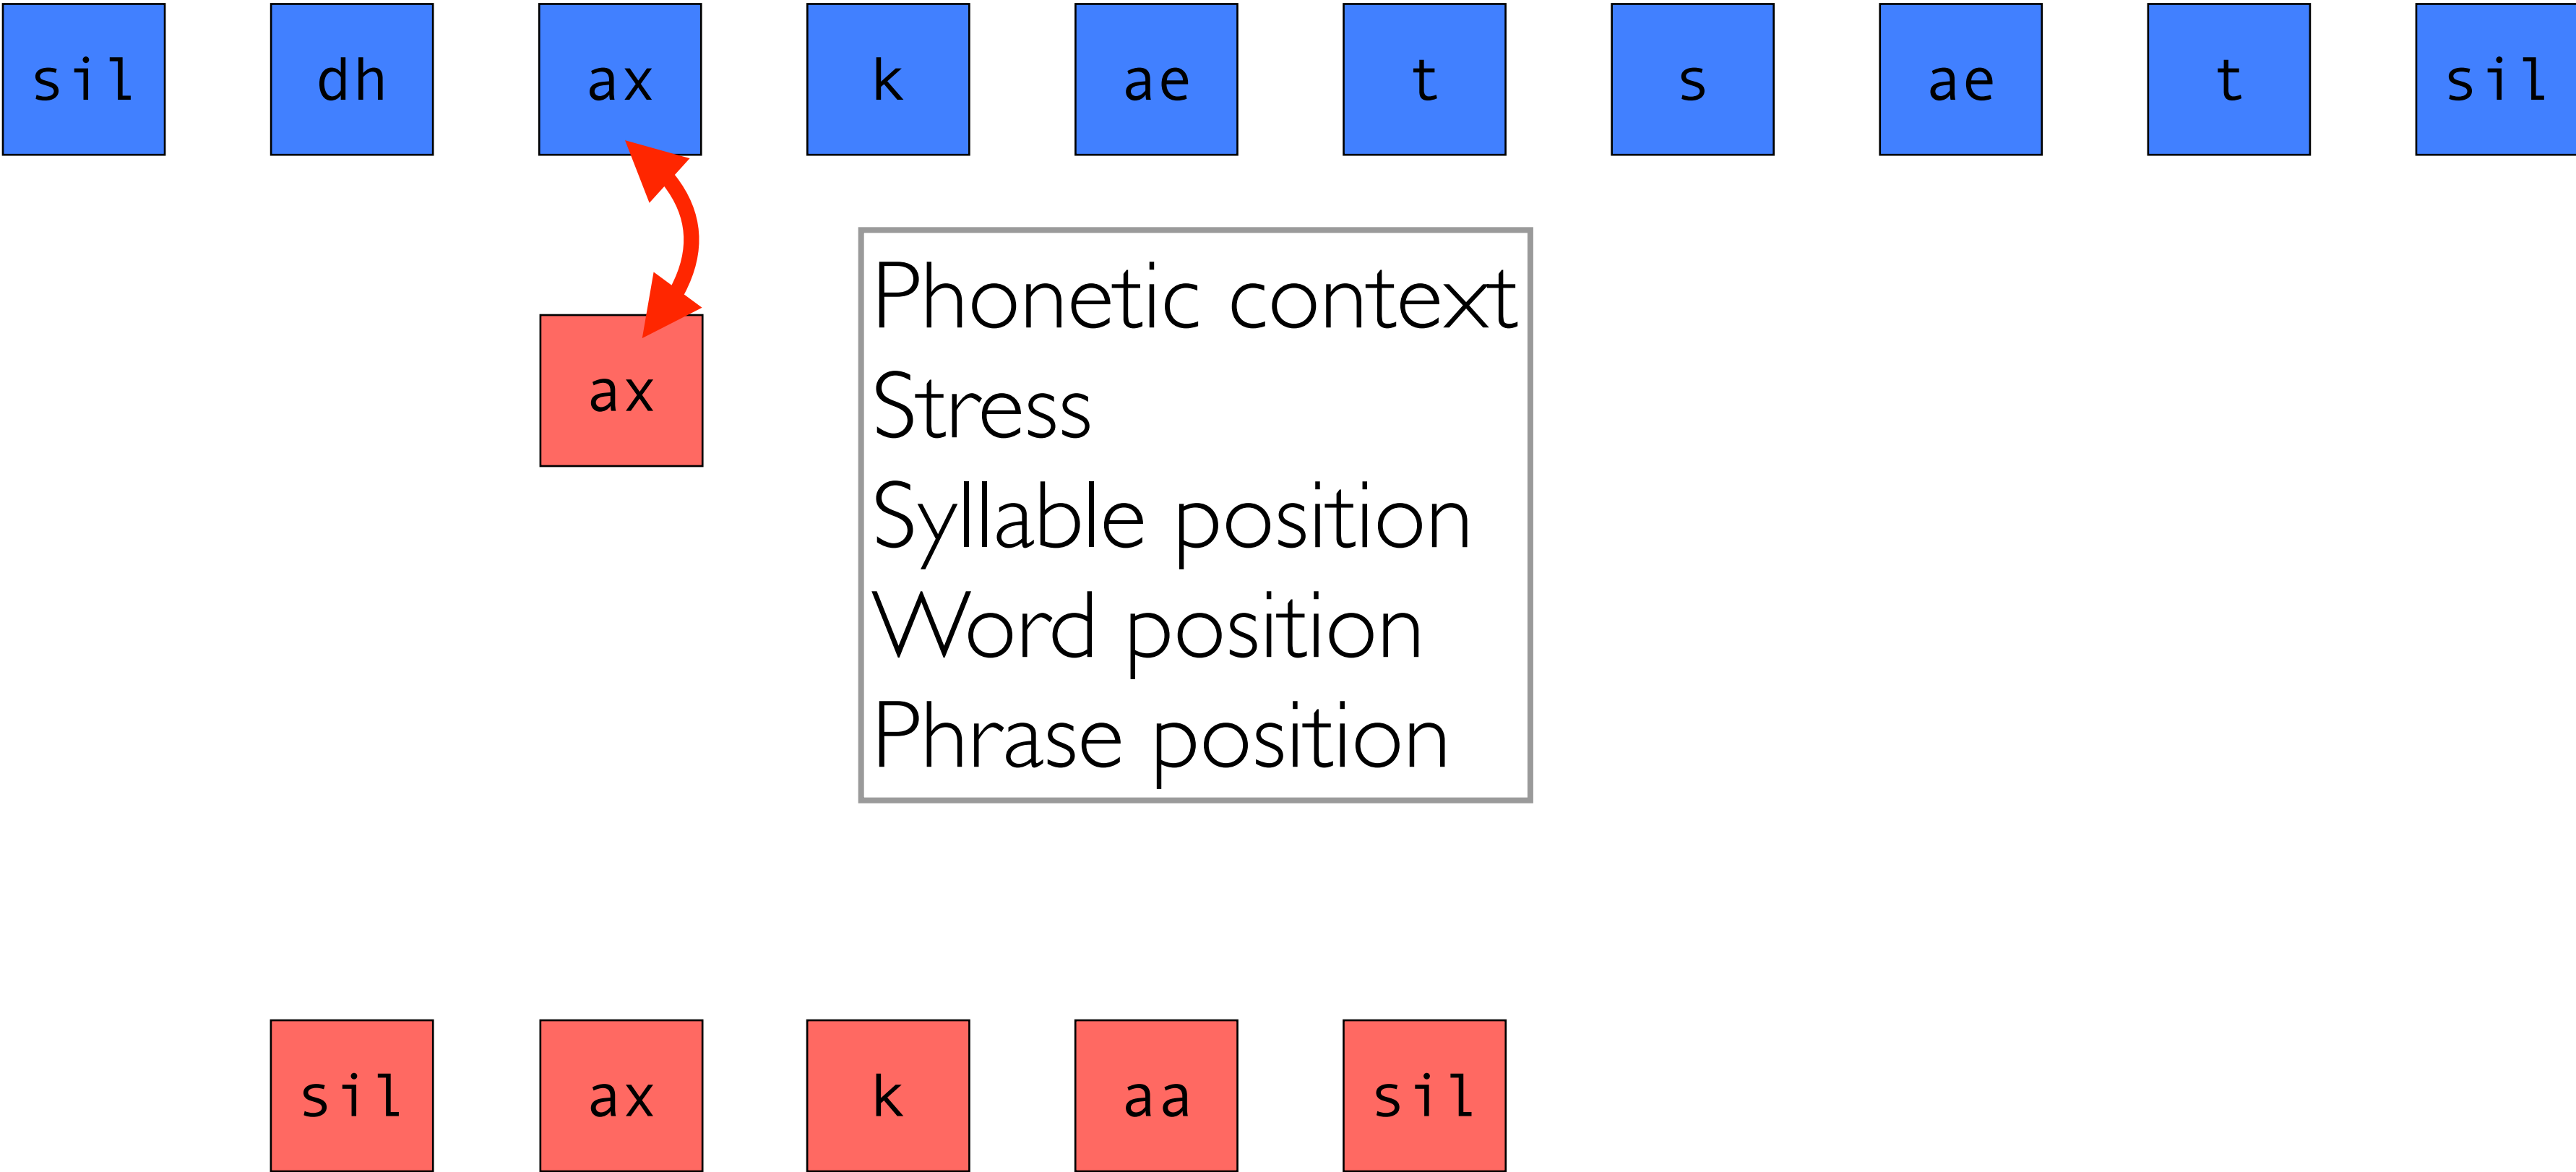 sil dh ax k ae t s ae t sil
ax
Phonetic context
Stress
Syllable position
Word position
Phrase position
sil ax k aa sil